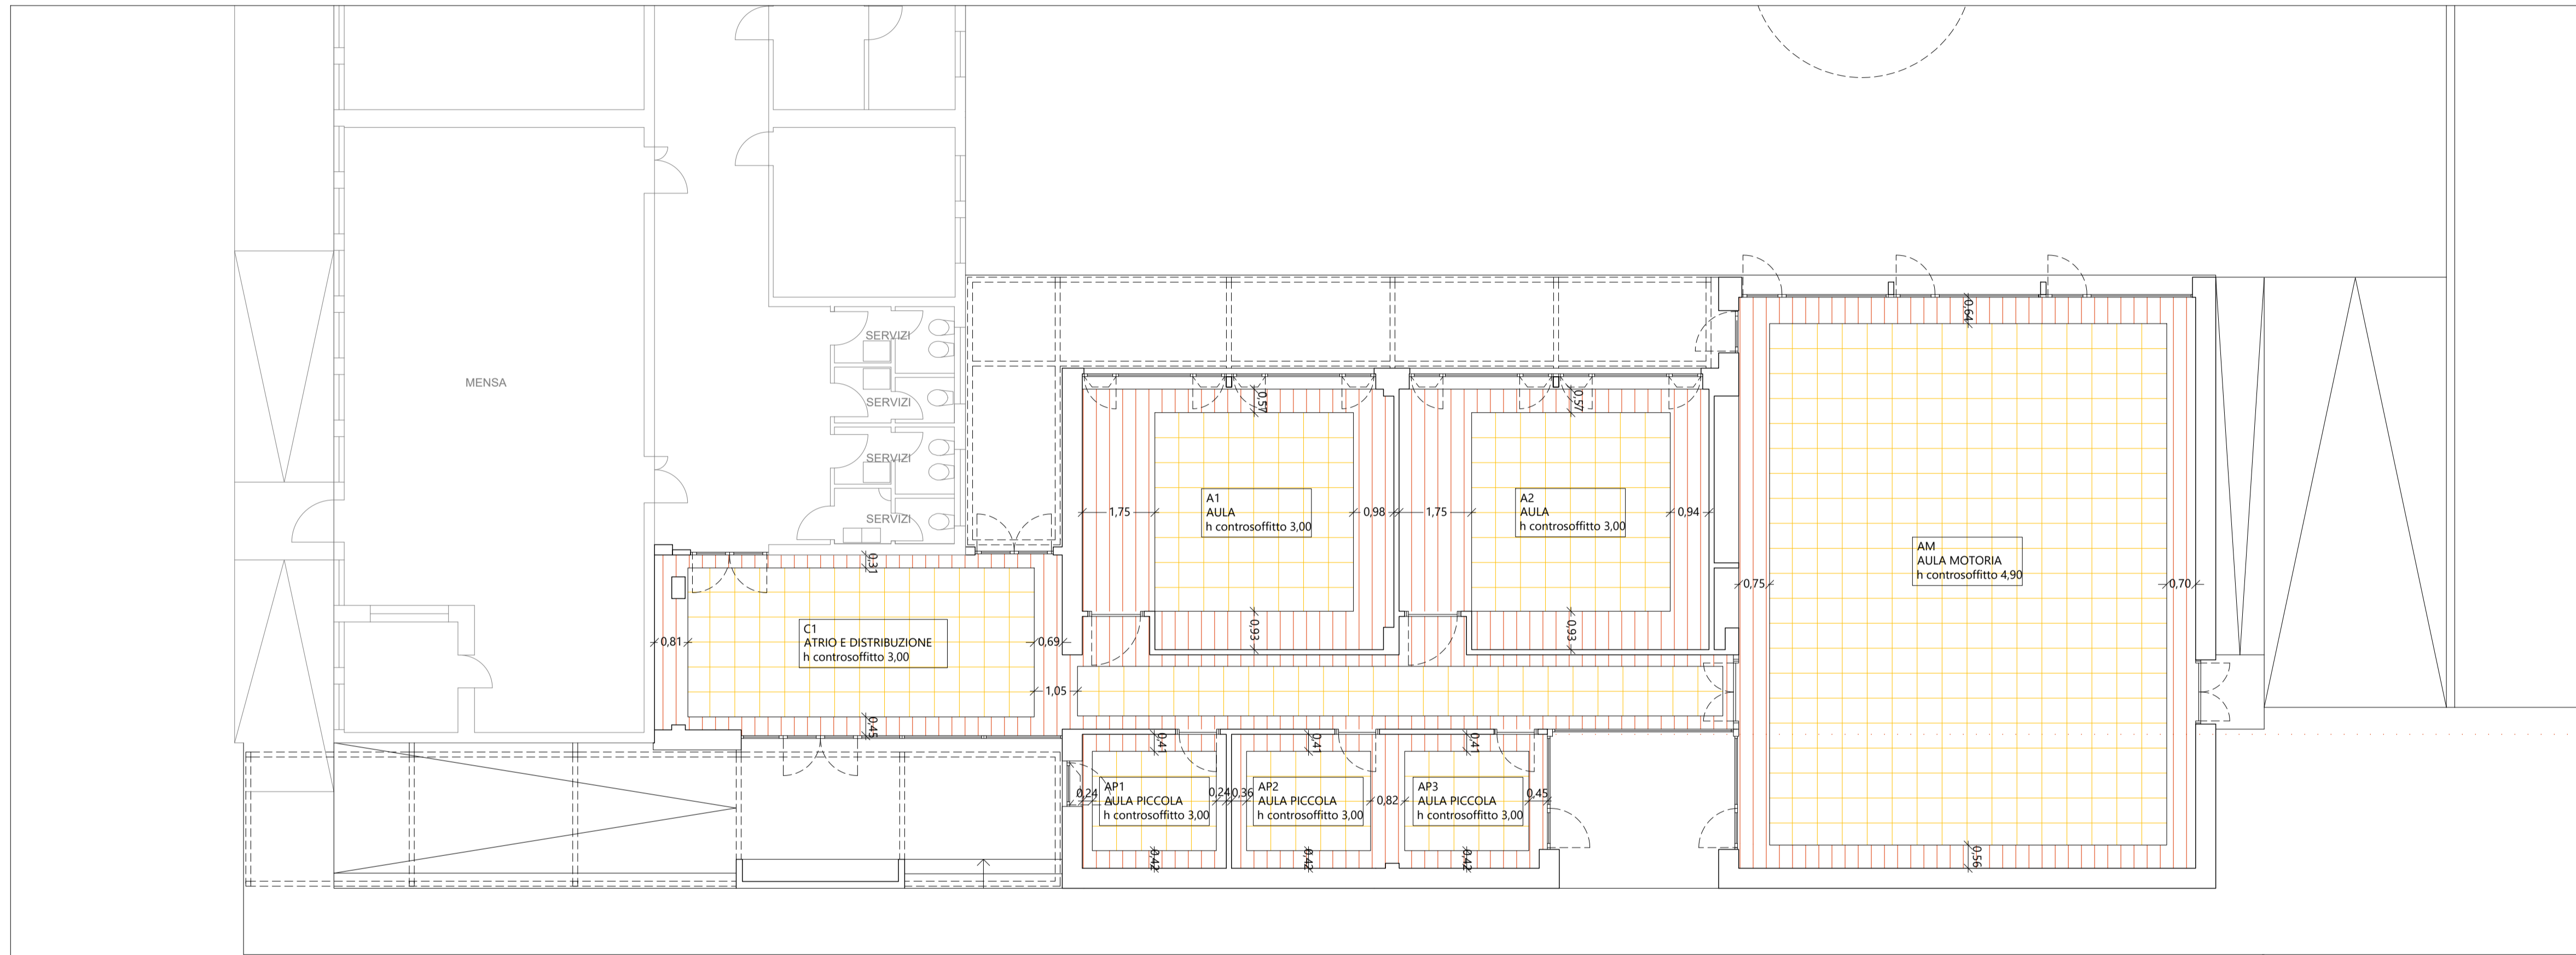 SERVIZI
MENSA
SERVIZI
SERVIZI
SERVIZI
0,64
0,57
0,57
A1
AULA
h controsoffitto 3,00
A2
AULA
h controsoffitto 3,00
1,75
0,98
1,75
0,94
AM
AULA MOTORIA
h controsoffitto 4,90
0,75
0,70
0,31
C1
ATRIO E DISTRIBUZIONE
h controsoffitto 3,00
0,81
0,69
0,93
0,93
1,05
0,45
0,41
0,41
0,41
AP1
AULA PICCOLA
h controsoffitto 3,00
AP2
AULA PICCOLA
h controsoffitto 3,00
AP3
AULA PICCOLA
h controsoffitto 3,00
0,24
0,24
0,36
0,82
0,45
0,42
0,42
0,42
0,56